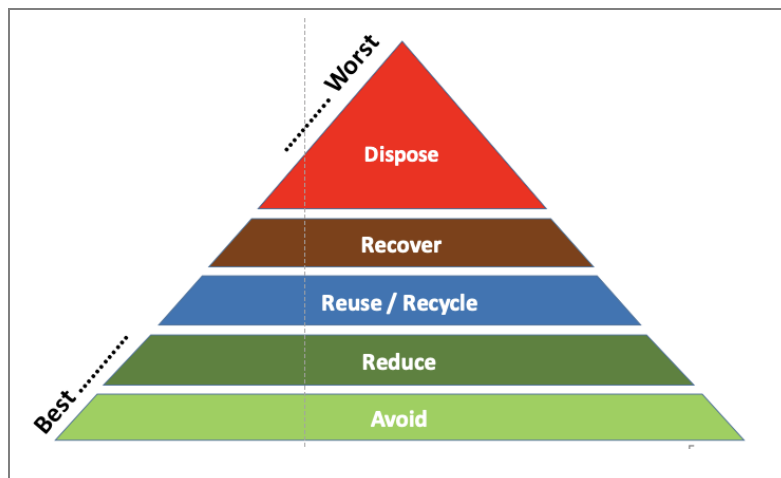 Worst
Dispose
Recover
Reuse / Recycle
Reduce
Best
Avoid